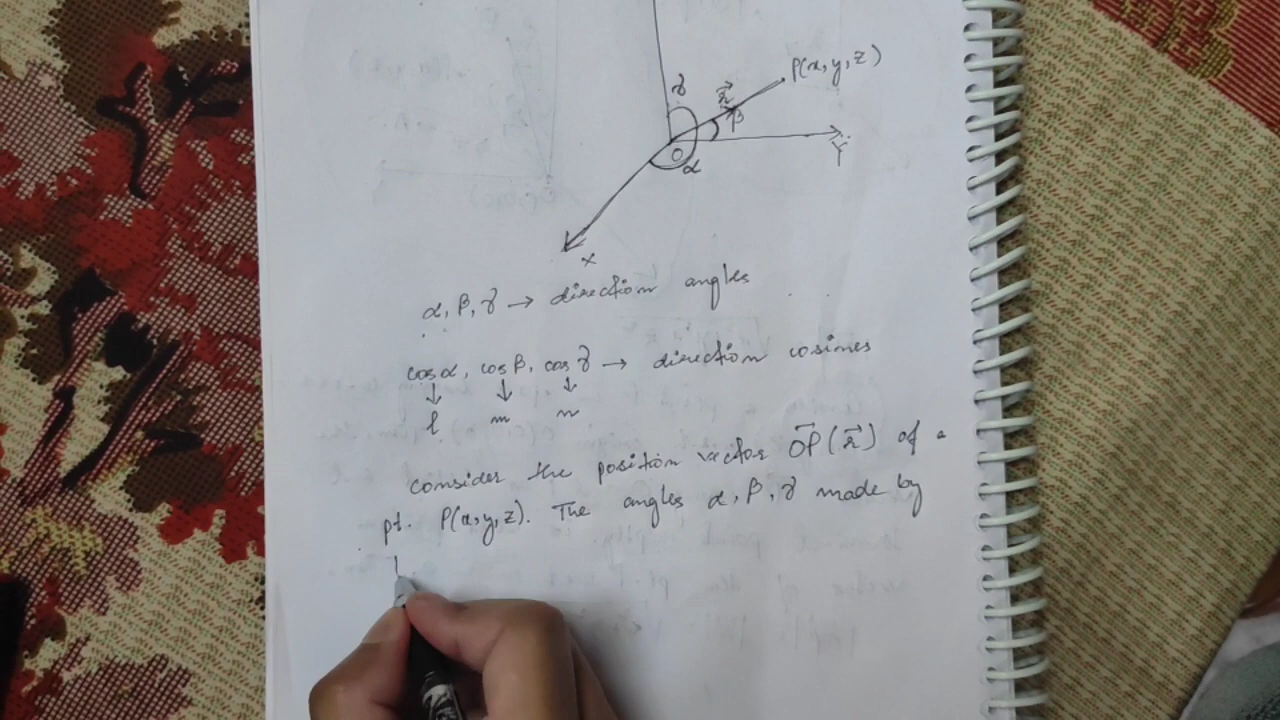 P(x, y, z)
γ
r⃗
β
Y
O
α
X
α, β, γ → direction angles
cos α, cos β, cos γ → direction cosines
↓ ↓ ↓
l m n
consider the position vector OP⃗ (r⃗) of a
pt. P(x, y, z). The angles α, β, γ made by